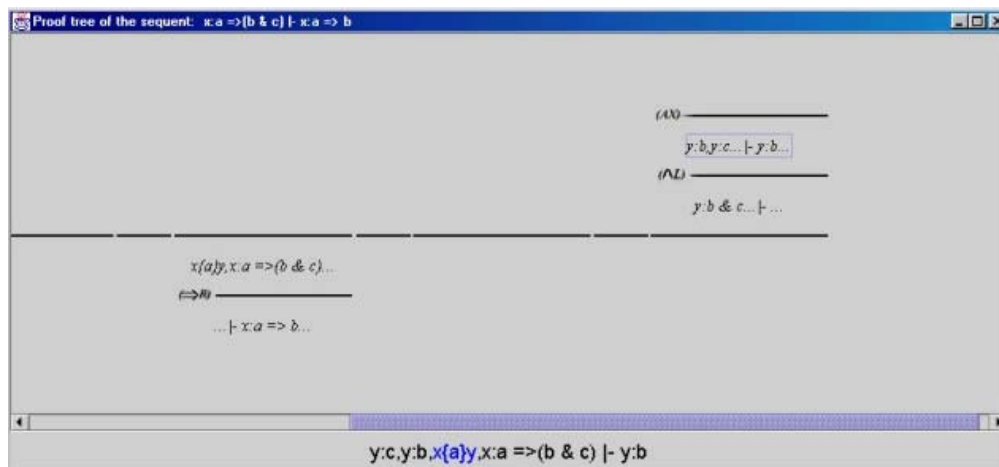 Proof tree of the sequent: x:a =>(b & c) |- x:a => b
(AX)
y:b,y:c...|- y:b...
(∧L)
y:b & c...|- ...
x{a}y,x:a =>(b & c)...
(=>R)
...|- x:a => b...
y:c,y:b,x{a}y,x:a =>(b & c) |- y:b